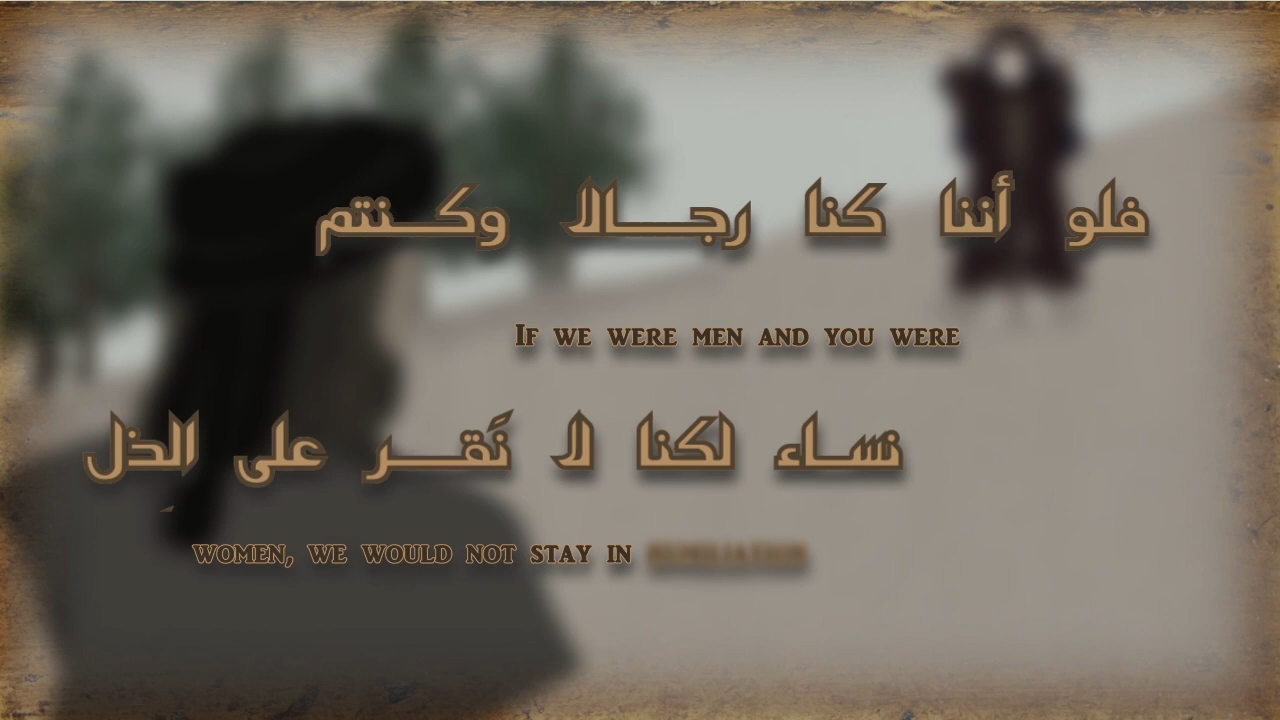 فلو أننا كنا رجالا وكنتم
If we were men and you were
نساء لكنا لا نَقر على الذلِ
women, we would not stay in